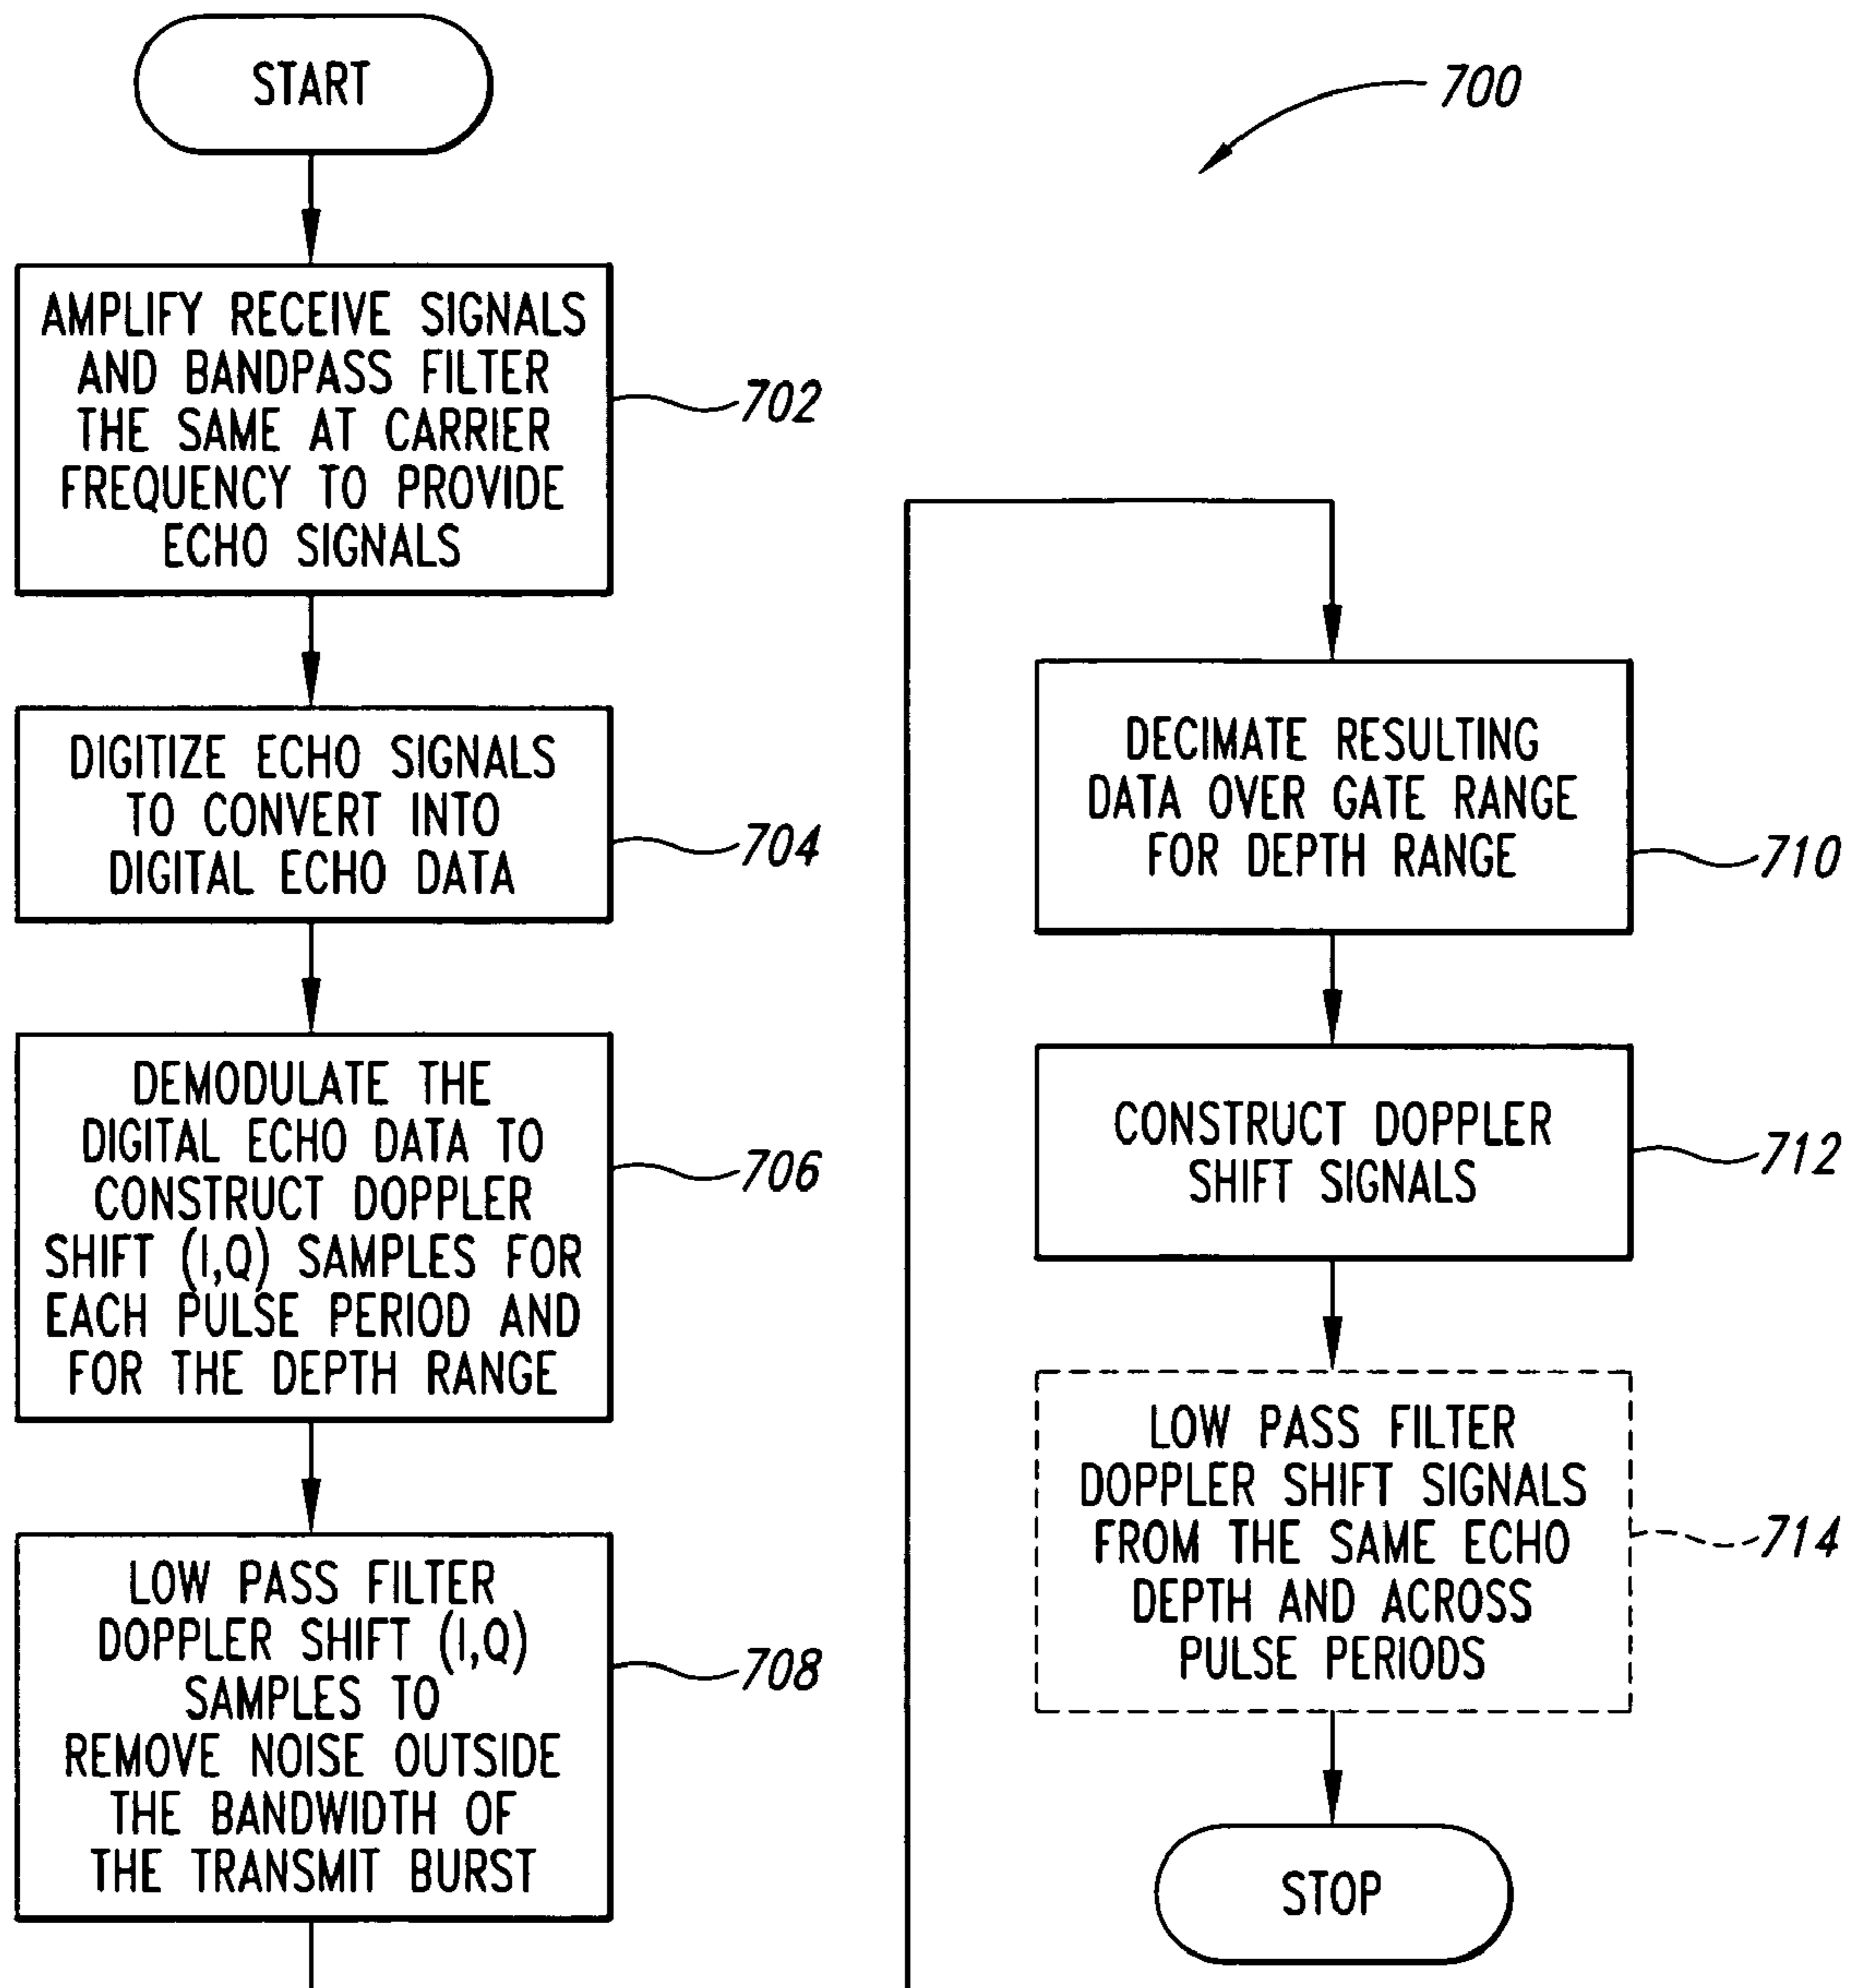 START
AMPLIFY RECEIVE SIGNALS
AND BANDPASS FILTER
THE SAME AT CARRIER
FREQUENCY TO PROVIDE
ECHO SIGNALS
702
DIGITIZE ECHO SIGNALS
TO CONVERT INTO
DIGITAL ECHO DATA
704
DEMODULATE THE
DIGITAL ECHO DATA TO
CONSTRUCT DOPPLER
SHIFT (I,Q) SAMPLES FOR
EACH PULSE PERIOD AND
FOR THE DEPTH RANGE
706
LOW PASS FILTER
DOPPLER SHIFT (I,Q)
SAMPLES TO
REMOVE NOISE OUTSIDE
THE BANDWIDTH OF
THE TRANSMIT BURST
708
700
DECIMATE RESULTING
DATA OVER GATE RANGE
FOR DEPTH RANGE
710
CONSTRUCT DOPPLER
SHIFT SIGNALS
712
LOW PASS FILTER
DOPPLER SHIFT SIGNALS
FROM THE SAME ECHO
DEPTH AND ACROSS
PULSE PERIODS
714
STOP